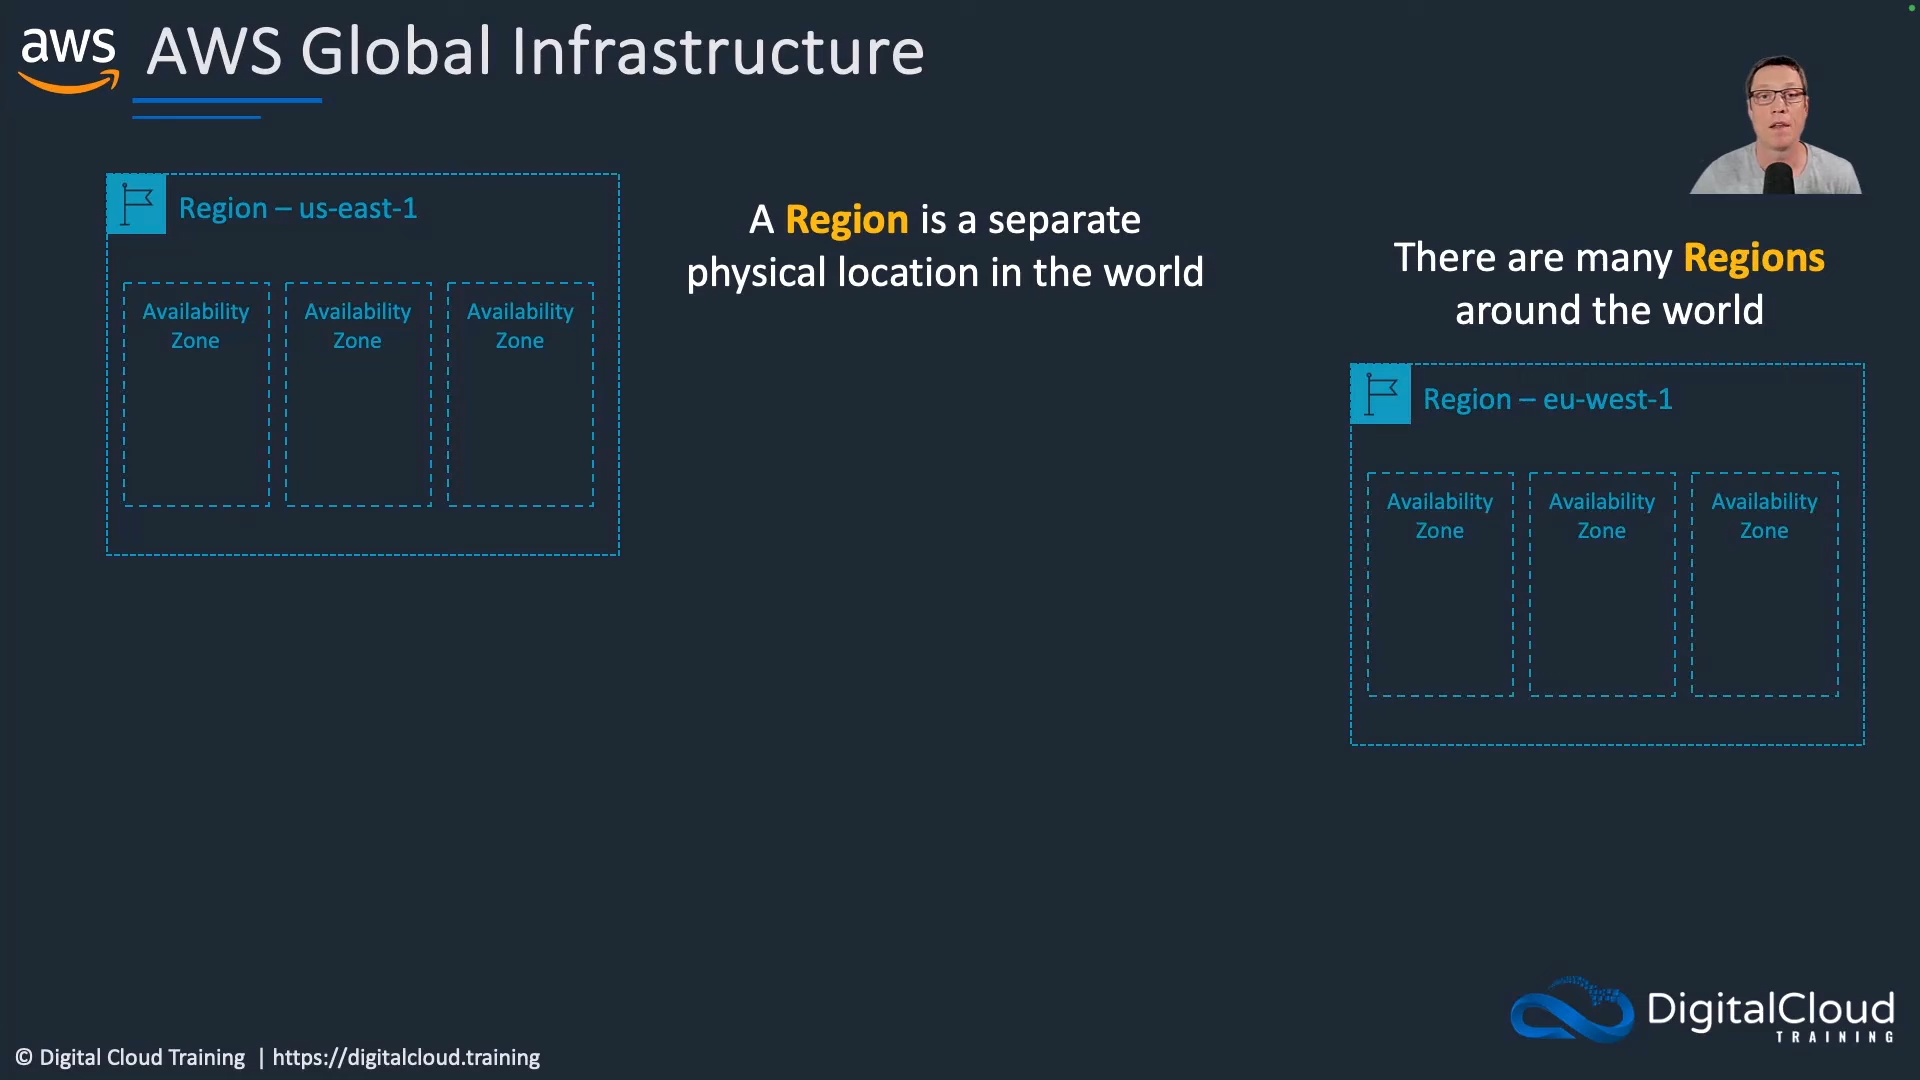 aws
AWS Global Infrastructure
Region – us-east-1
Availability
Zone
Availability
Zone
Availability
Zone
A Region is a separate
physical location in the world
There are many Regions
around the world
Region – eu-west-1
Availability
Zone
Availability
Zone
Availability
Zone
DigitalCloud
TRAINING
© Digital Cloud Training | https://digitalcloud.training